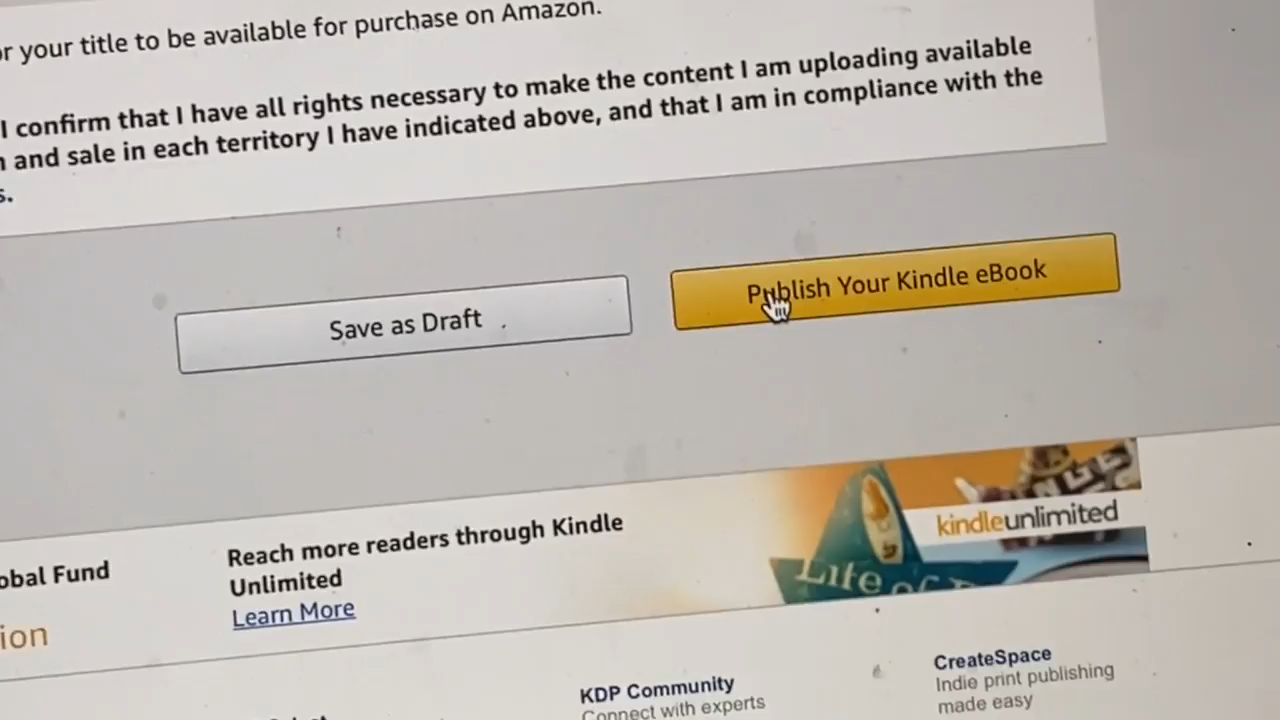 r your title to be available for purchase on Amazon.
I confirm that I have all rights necessary to make the content I am uploading available
and sale in each territory I have indicated above, and that I am in compliance with the
s.
Save as Draft
Publish Your Kindle eBook
obal Fund
ion
Reach more readers through Kindle
Unlimited
Learn More
kindleunlimited
Life of
KDP Community
Connect with experts
CreateSpace
Indie print publishing
made easy